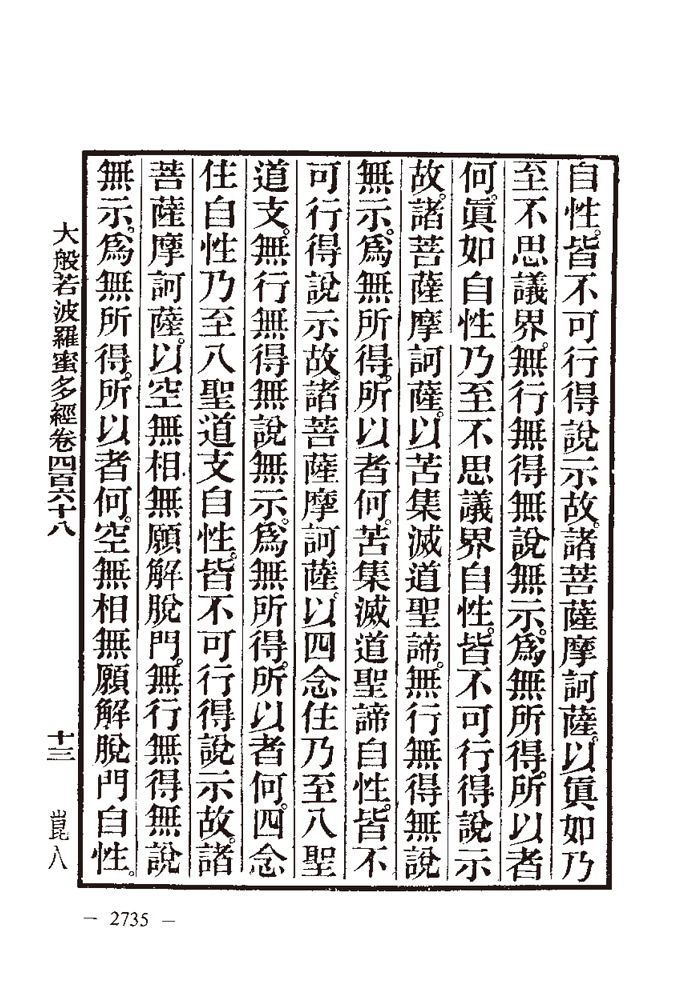 自性。皆不可行得說示故。諸菩薩摩訶薩。以眞如乃
至不思議界。無行無得無說無示。爲無所得。所以者
何。眞如自性乃至不思議界自性。皆不可行得說示
故。諸菩薩摩訶薩。以苦集滅道聖諦。無行無得無說
無示。爲無所得。所以者何。苦集滅道聖諦自性。皆不
可行得說示故。諸菩薩摩訶薩。以四念住乃至八聖
道支。無行無得無說無示。爲無所得。所以者何。四念
住自性乃至八聖道支自性。皆不可行得說示故。諸
菩薩摩訶薩。以空無相無願解脫門。無行無得無說
無示。爲無所得。所以者何。空無相無願解脫門自性。
大般若波羅蜜多經卷四百六十八 十三 崑八
— 2735 —